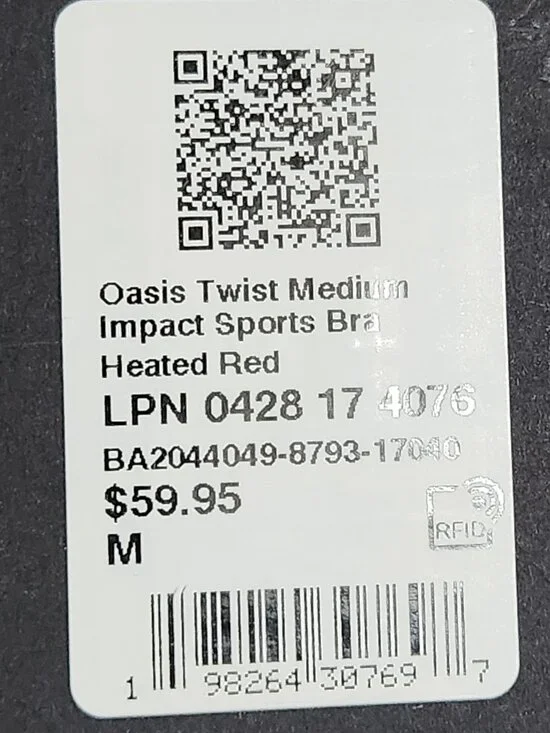 Oasis Twist Medium
Impact Sports Bra
Heated Red
LPN 0428 17 4076
BA2044049-8793-17040
$59.95
RFID
M
1 98264 30769 7